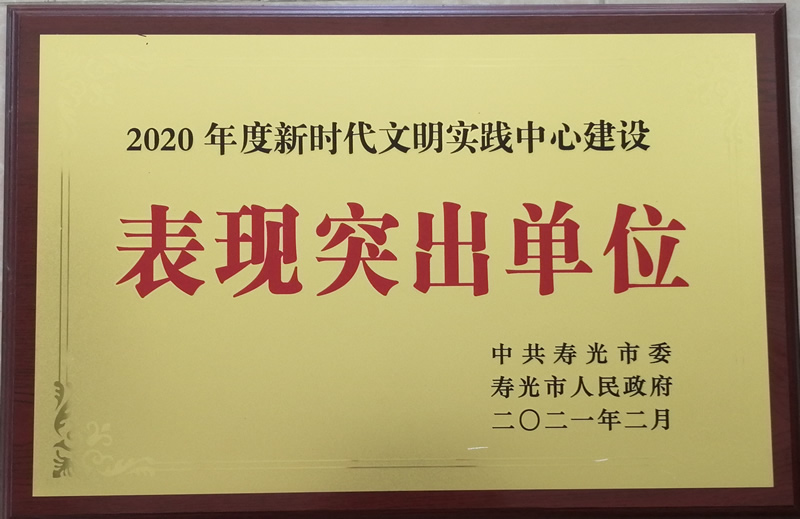 2020 年度新时代文明实践中心建设
表现突出单位
中共寿光市委
寿光市人民政府
二〇二一年二月